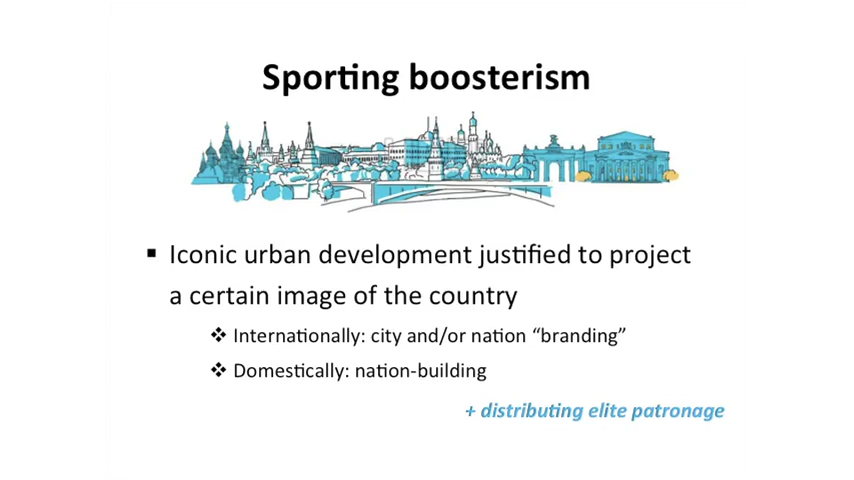 Sporting boosterism
▪ Iconic urban development justified to project
a certain image of the country
❖ Internationally: city and/or nation “branding”
❖ Domestically: nation-building
+ distributing elite patronage